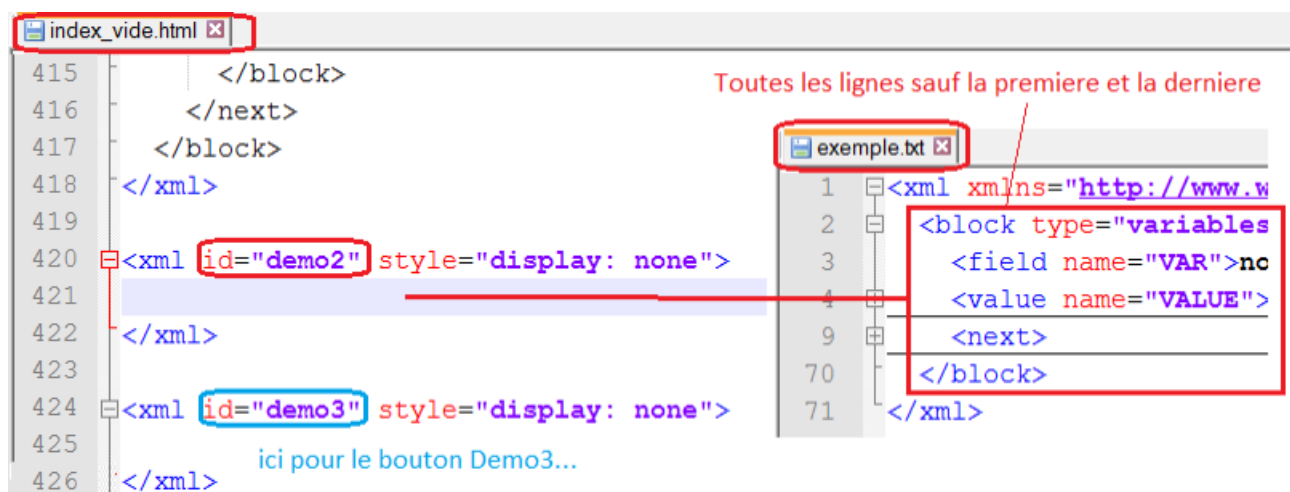 index_vide.html
415 </block>
416 </next>
417 </block>
418 </xml>
419
420 <xml id="demo2" style="display: none">
421
422 </xml>
423
424 <xml id="demo3" style="display: none">
425
ici pour le bouton Demo3...
426 </xml>
Toutes les lignes sauf la premiere et la derniere
exemple.txt
1 <xml xmlns="http://www.w
2 <block type="variables
3 <field name="VAR">no
4 <value name="VALUE">
9 <next>
70 </block>
71 </xml>